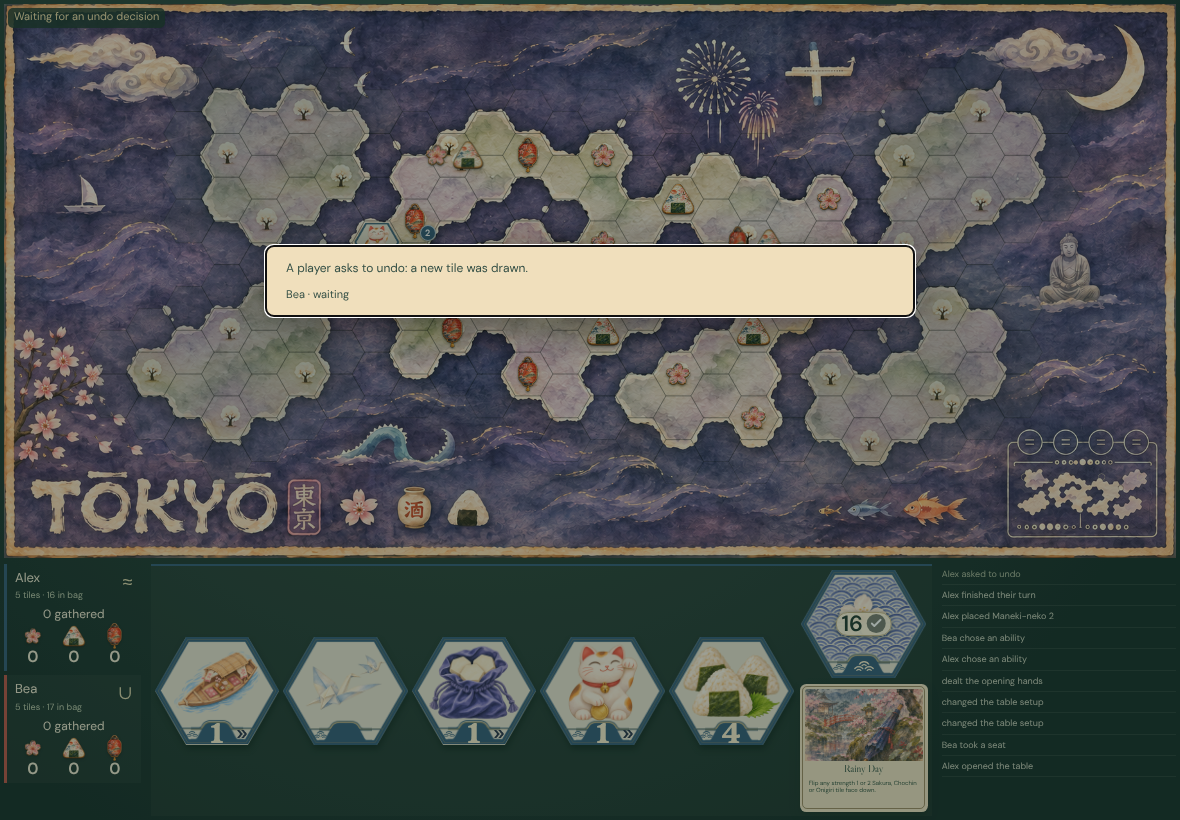 Waiting for an undo decision
2
A player asks to undo: a new tile was drawn.
Bea · waiting
TŌKYŌ
東京
酒
Alex
5 tiles · 16 in bag
0 gathered
0 0 0
Bea
5 tiles · 17 in bag
0 gathered
0 0 0
1
1
1
4
16
Rainy Day
Flip any strength 1 or 2 Sakura, Chochin
or Onigiri tile face down.
Alex asked to undo
Alex finished their turn
Alex placed Maneki-neko 2
Bea chose an ability
Alex chose an ability
dealt the opening hands
changed the table setup
changed the table setup
Bea took a seat
Alex opened the table